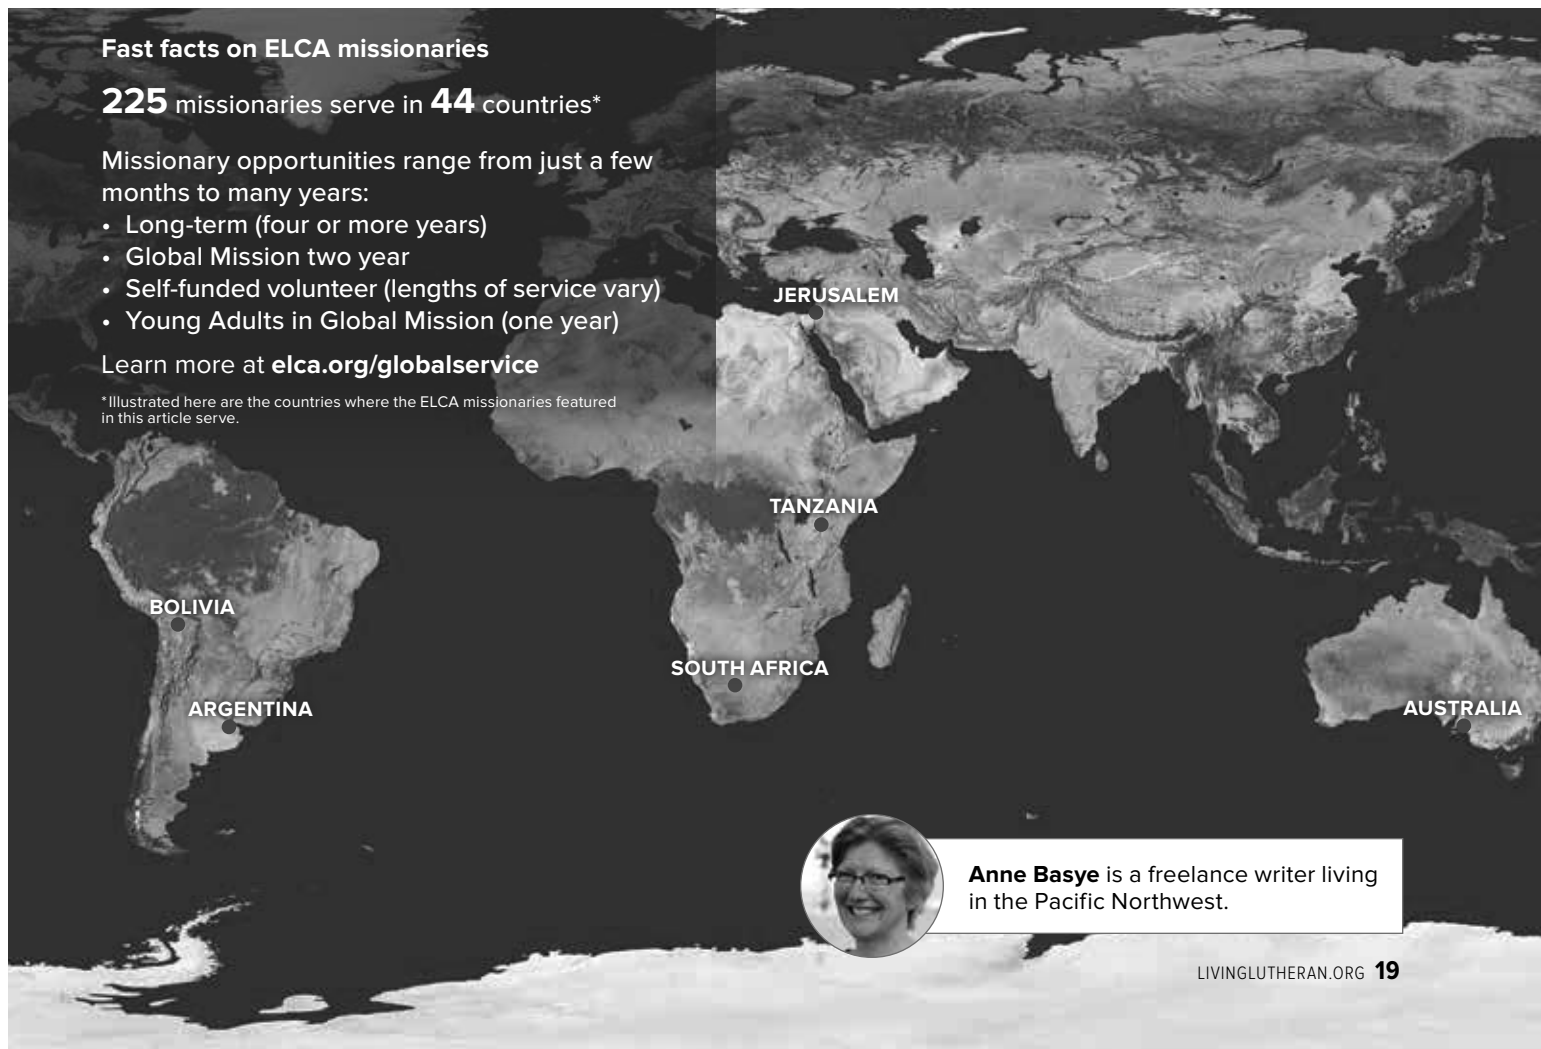 Fast facts on ELCA missionaries
225 missionaries serve in 44 countries*
Missionary opportunities range from just a few
months to many years:
• Long-term (four or more years)
• Global Mission two year
• Self-funded volunteer (lengths of service vary)
• Young Adults in Global Mission (one year)
Learn more at elca.org/globalservice
*Illustrated here are the countries where the ELCA missionaries featured
in this article serve.
JERUSALEM
TANZANIA
BOLIVIA
SOUTH AFRICA
ARGENTINA
AUSTRALIA
Anne Basye is a freelance writer living
in the Pacific Northwest.
LIVINGLUTHERAN.ORG 19